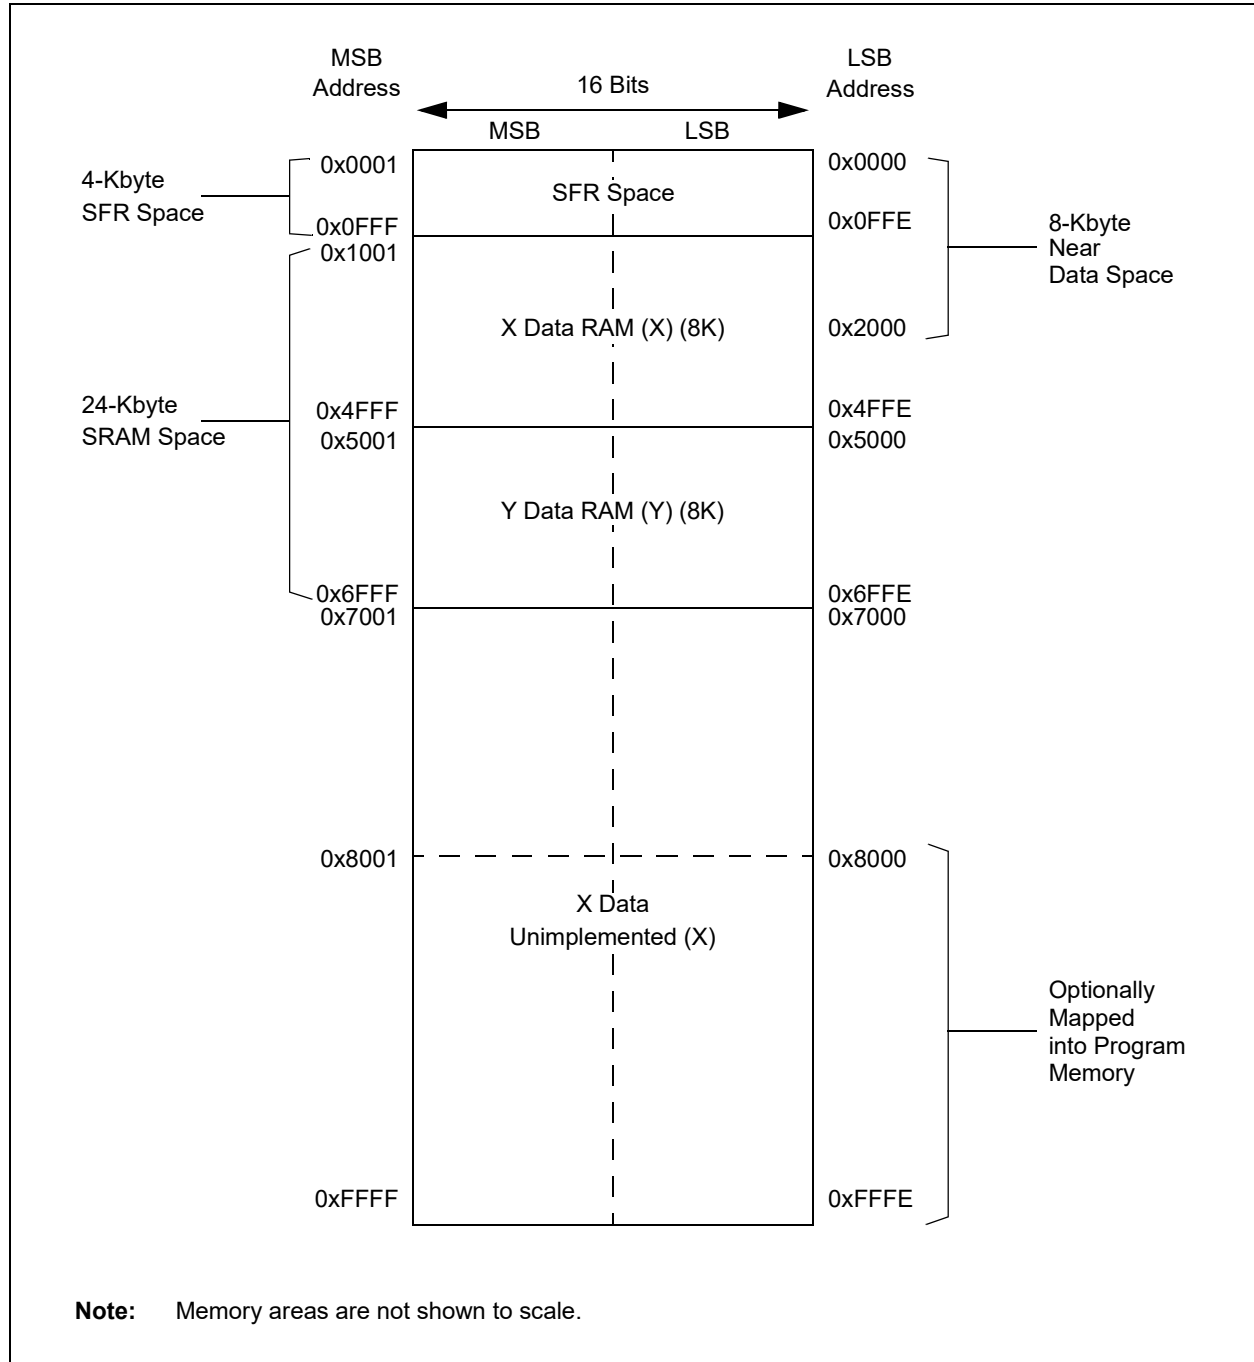 MSB
Address
LSB
Address
16 Bits
MSB
LSB
4-Kbyte
SFR Space
0x0001
0x0FFF
0x1001
SFR Space
0x0000
0x0FFE
8-Kbyte
Near
Data Space
X Data RAM (X) (8K)
0x2000
24-Kbyte
SRAM Space
0x4FFF
0x5001
0x4FFE
0x5000
Y Data RAM (Y) (8K)
0x6FFF
0x7001
0x6FFE
0x7000
0x8001
0x8000
X Data
Unimplemented (X)
Optionally
Mapped
into Program
Memory
0xFFFF
0xFFFE
Note: Memory areas are not shown to scale.